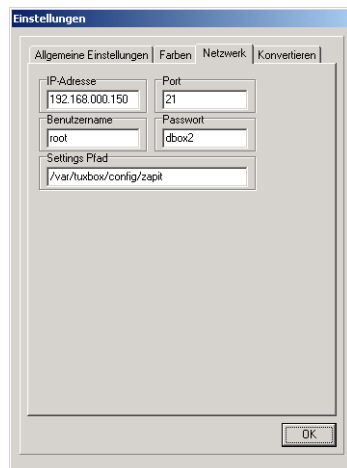 Einstellungen
Allgemeine Einstellungen Farben Netzwerk Konvertieren
IP-Adresse Port
192.168.000.150 21
Benutzername Passwort
root dbox2
Settings Pfad
/var/tuxbox/config/zapit
OK